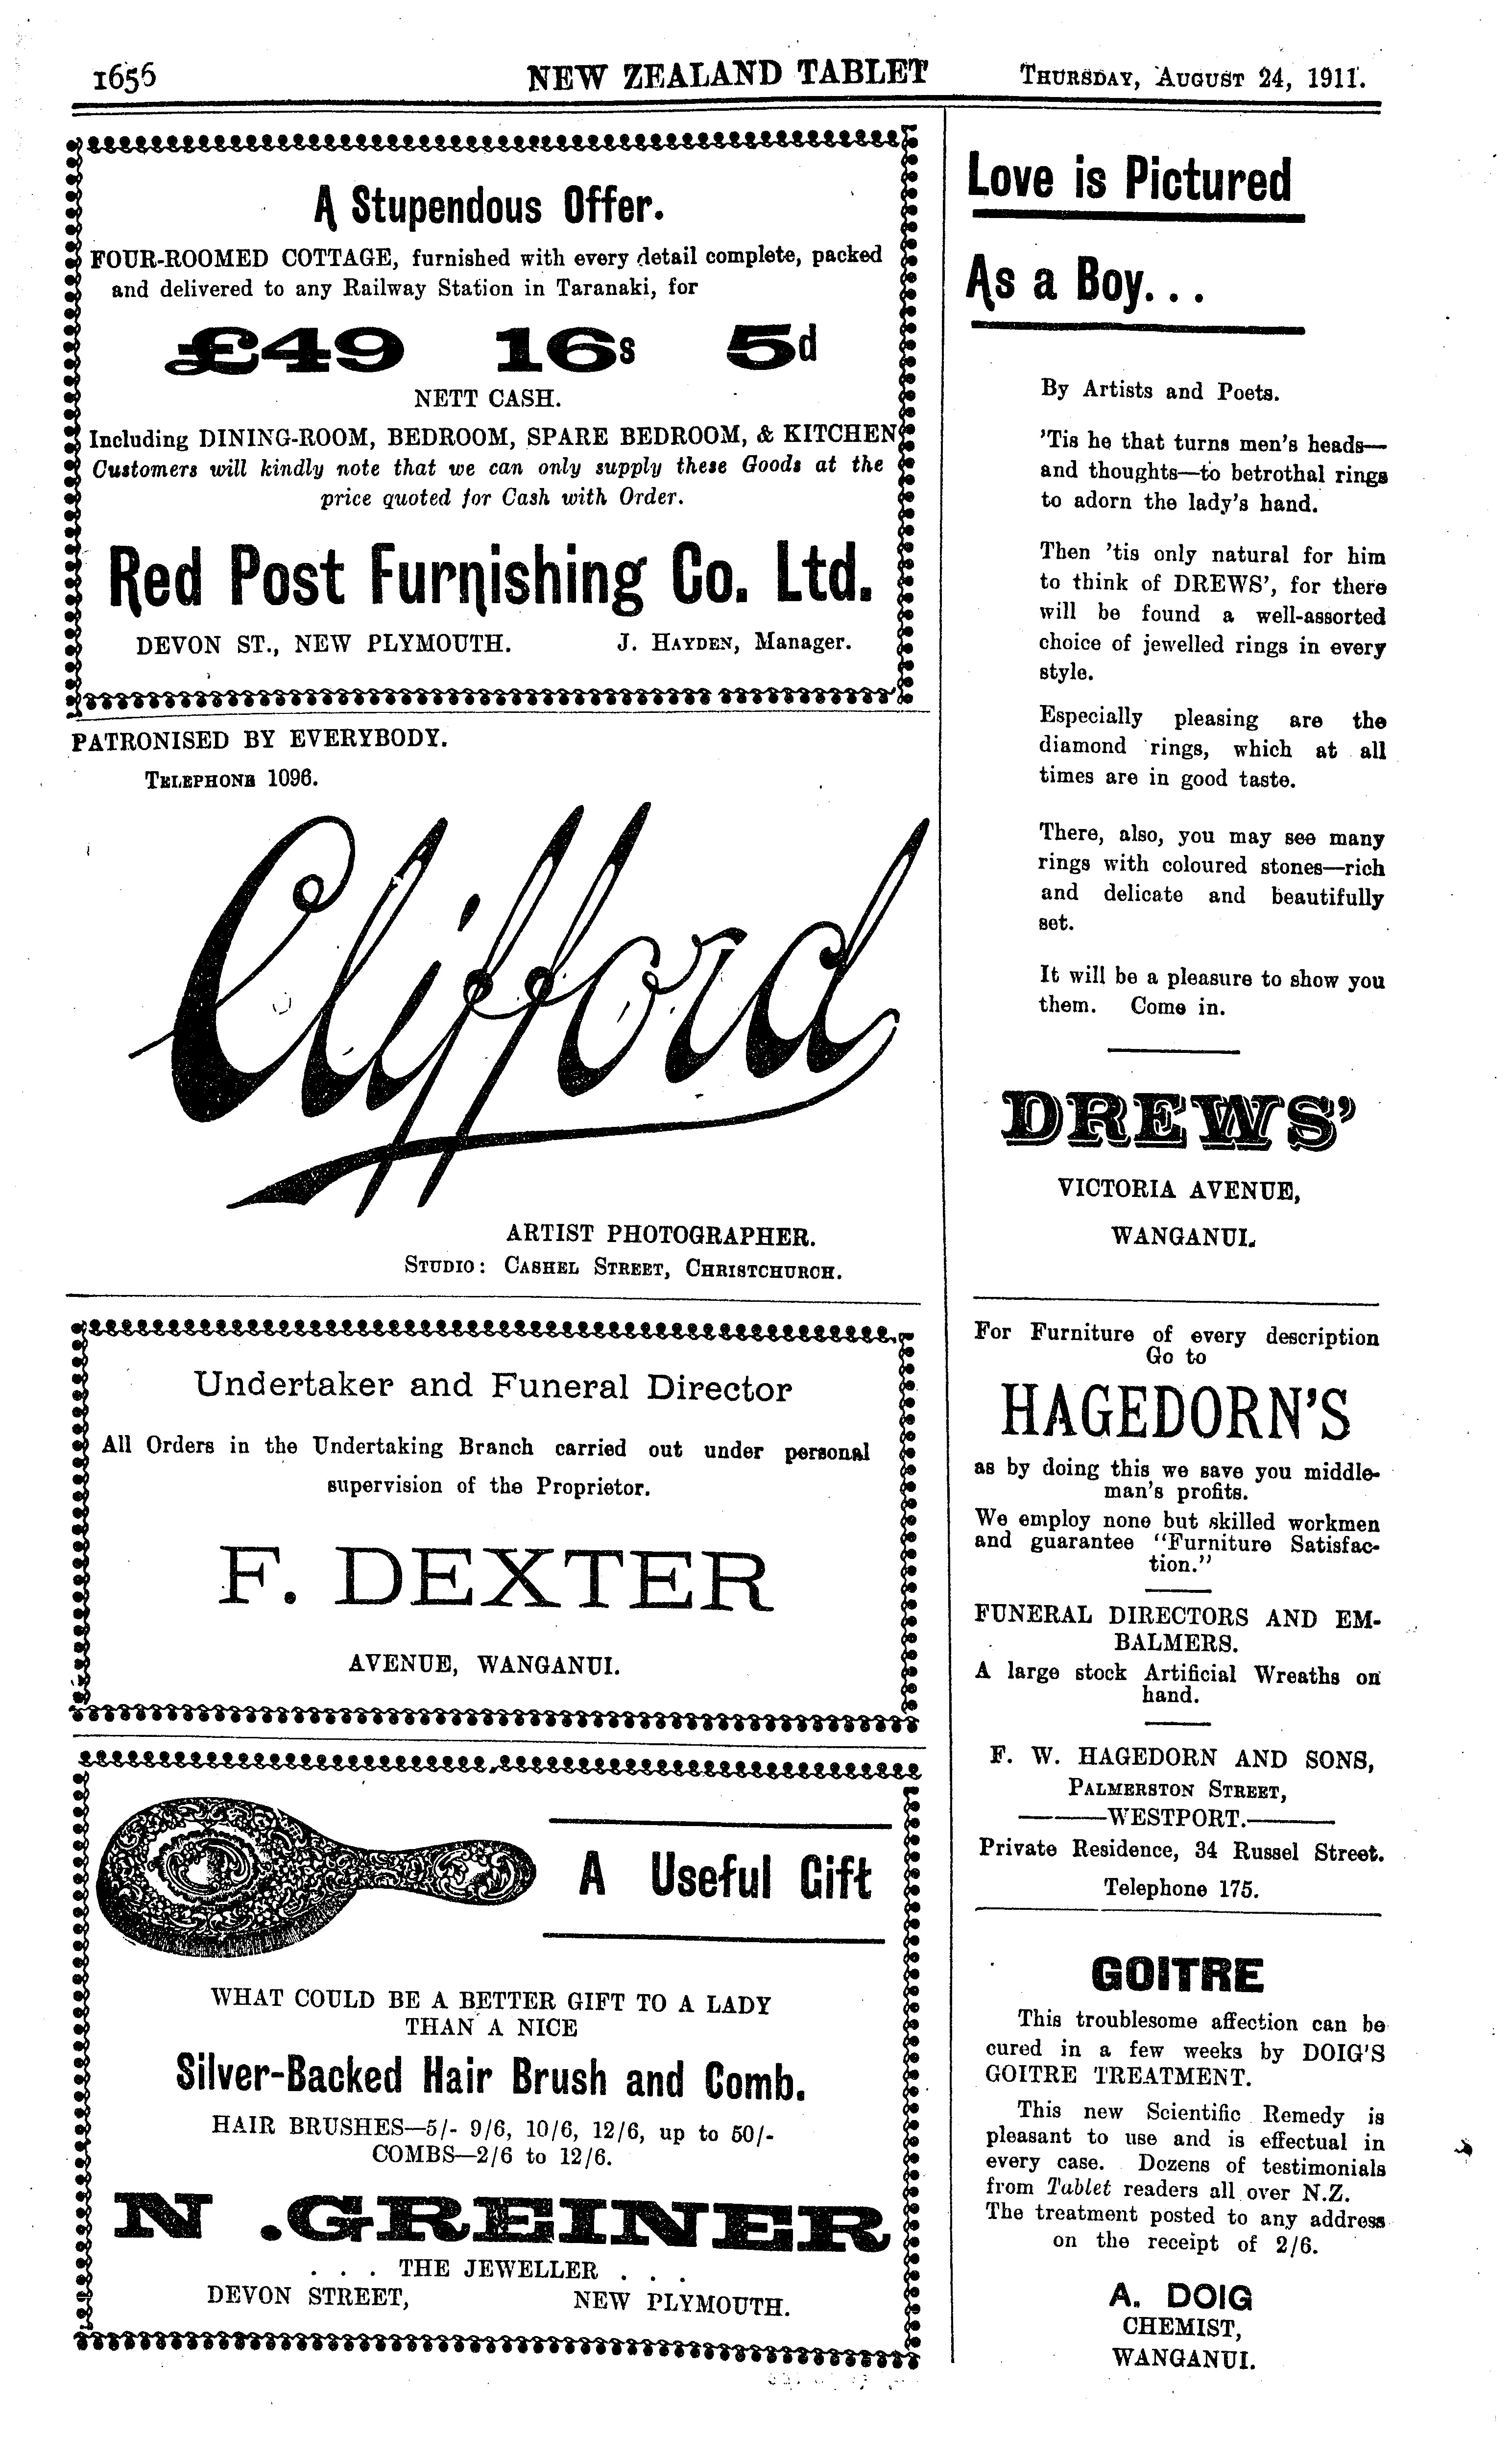 1656
NEW ZEALAND TABLET
THURSDAY, AUGUST 24, 1911.
A Stupendous Offer.
FOUR-ROOMED COTTAGE, furnished with every detail complete, packed
and delivered to any Railway Station in Taranaki, for
£49 16s 5d
NETT CASH.
Including DINING-ROOM, BEDROOM, SPARE BEDROOM, & KITCHEN
Customers will kindly note that we can only supply these Goods at the
price quoted for Cash with Order.
Red Post Furnishing Co. Ltd.
DEVON ST., NEW PLYMOUTH. J. HAYDEN, Manager.
PATRONISED BY EVERYBODY.
TELEPHONE 1096.
Clifford
ARTIST PHOTOGRAPHER.
STUDIO: CASHEL STREET, CHRISTCHURCH.
Undertaker and Funeral Director
All Orders in the Undertaking Branch carried out under personal
supervision of the Proprietor.
F. DEXTER
AVENUE, WANGANUI.
A Useful Gift
WHAT COULD BE A BETTER GIFT TO A LADY
THAN A NICE
Silver-Backed Hair Brush and Comb.
HAIR BRUSHES—5/- 9/6, 10/6, 12/6, up to 50/-
COMBS—2/6 to 12/6.
N .GREINER
. . . THE JEWELLER . . .
DEVON STREET, NEW PLYMOUTH.
Love is Pictured
As a Boy...
By Artists and Poets.
'Tis he that turns men's heads—
and thoughts—to betrothal rings
to adorn the lady's hand.
Then 'tis only natural for him
to think of DREWS', for there
will be found a well-assorted
choice of jewelled rings in every
style.
Especially pleasing are the
diamond rings, which at all
times are in good taste.
There, also, you may see many
rings with coloured stones—rich
and delicate and beautifully
set.
It will be a pleasure to show you
them. Come in.
DREWS'
VICTORIA AVENUE,
WANGANUI.
For Furniture of every description
Go to
HAGEDORN'S
as by doing this we save you middle-
man's profits.
We employ none but skilled workmen
and guarantee "Furniture Satisfac-
tion."
FUNERAL DIRECTORS AND EM-
BALMERS.
A large stock Artificial Wreaths on
hand.
F. W. HAGEDORN AND SONS,
PALMERSTON STREET,
———WESTPORT.———
Private Residence, 34 Russel Street.
Telephone 175.
GOITRE
This troublesome affection can be
cured in a few weeks by DOIG'S
GOITRE TREATMENT.
This new Scientific Remedy is
pleasant to use and is effectual in
every case. Dozens of testimonials
from Tablet readers all over N.Z.
The treatment posted to any address
on the receipt of 2/6.
A. DOIG
CHEMIST,
WANGANUI.